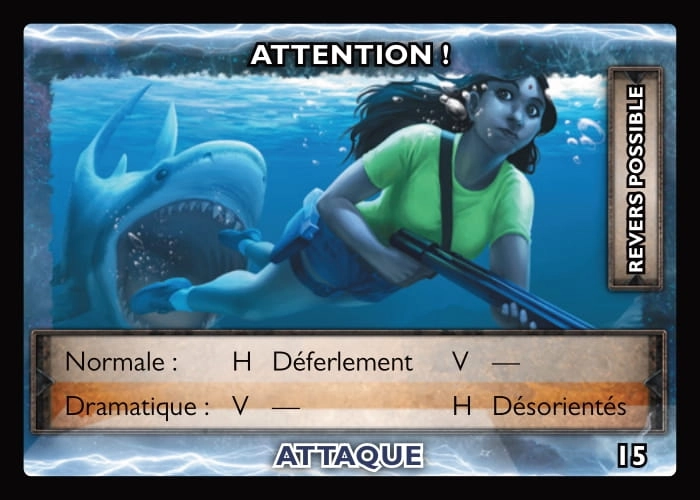 ATTENTION !
REVERS POSSIBLE
Normale : H Déferlement V —
Dramatique : V — H Désorientés
ATTAQUE 15